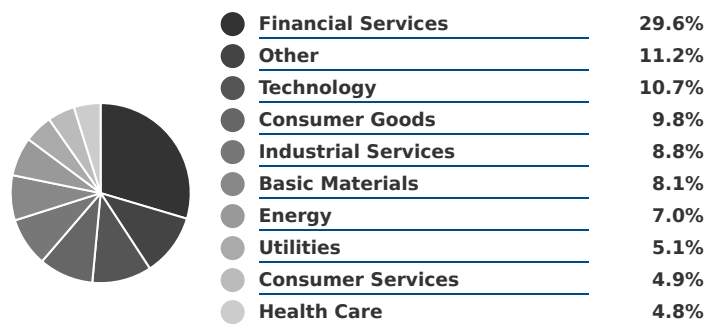 Financial Services 29.6%
Other 11.2%
Technology 10.7%
Consumer Goods 9.8%
Industrial Services 8.8%
Basic Materials 8.1%
Energy 7.0%
Utilities 5.1%
Consumer Services 4.9%
Health Care 4.8%